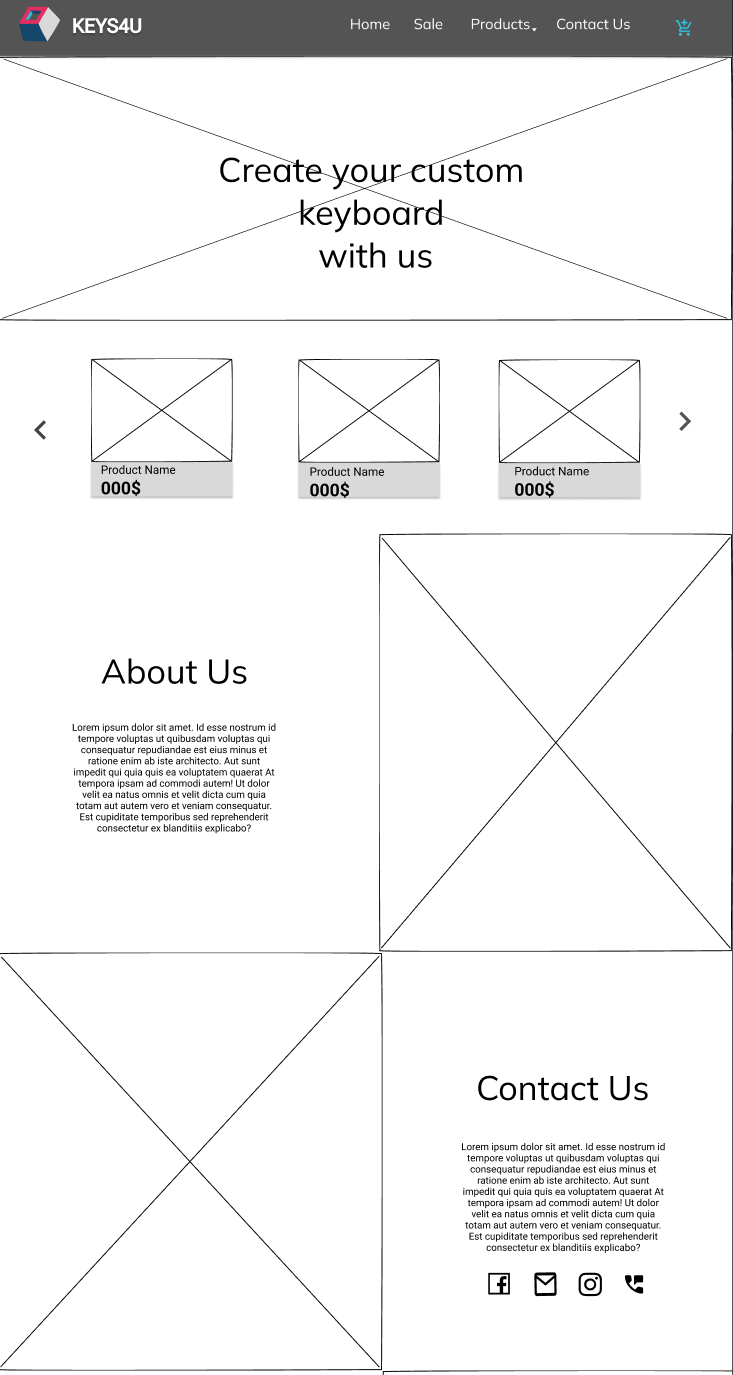 KEYS4U
Home Sale Products Contact Us
Create your custom
keyboard
with us
Product Name
000$
Product Name
000$
Product Name
000$
About Us
Lorem ipsum dolor sit amet. Id esse nostrum id
tempore voluptas ut quibusdam voluptas qui
consequatur repudiandae est eius minus et
ratione enim ab iste architecto. Aut sunt
impedit qui quia quis ea voluptatem quaerat At
tempora ipsam ad commodi autem! Ut dolor
velit ea natus omnis et velit dicta cum quia
totam aut autem vero et veniam consequatur.
Est cupiditate temporibus sed reprehenderit
consectetur ex blanditiis explicabo?
Contact Us
Lorem ipsum dolor sit amet. Id esse nostrum id
tempore voluptas ut quibusdam voluptas qui
consequatur repudiandae est eius minus et
ratione enim ab iste architecto. Aut sunt
impedit qui quia quis ea voluptatem quaerat At
tempora ipsam ad commodi autem! Ut dolor
velit ea natus omnis et velit dicta cum quia
totam aut autem vero et veniam consequatur.
Est cupiditate temporibus sed reprehenderit
consectetur ex blanditiis explicabo?